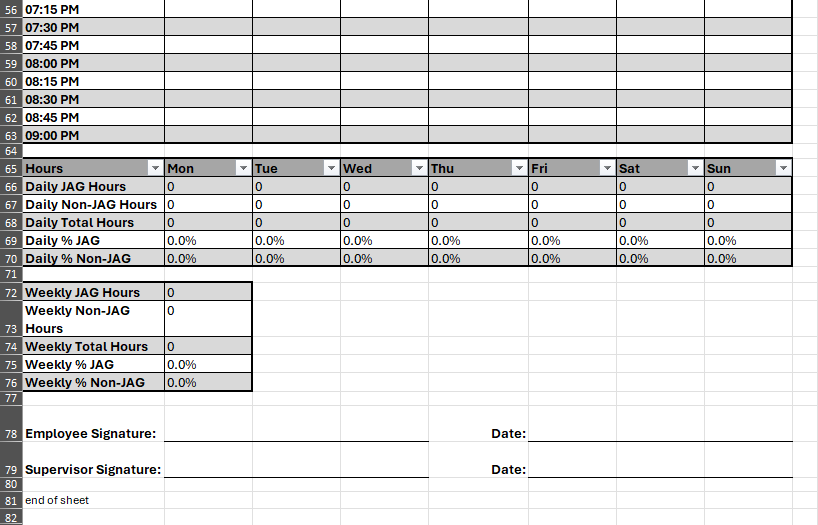 56 07:15 PM
57 07:30 PM
58 07:45 PM
59 08:00 PM
60 08:15 PM
61 08:30 PM
62 08:45 PM
63 09:00 PM
64
65 Hours Mon Tue Wed Thu Fri Sat Sun
66 Daily JAG Hours 0 0 0 0 0 0 0
67 Daily Non-JAG Hours 0 0 0 0 0 0 0
68 Daily Total Hours 0 0 0 0 0 0 0
69 Daily % JAG 0.0% 0.0% 0.0% 0.0% 0.0% 0.0% 0.0%
70 Daily % Non-JAG 0.0% 0.0% 0.0% 0.0% 0.0% 0.0% 0.0%
71
72 Weekly JAG Hours 0
Weekly Non-JAG 0
73 Hours
74 Weekly Total Hours 0
75 Weekly % JAG 0.0%
76 Weekly % Non-JAG 0.0%
77
78 Employee Signature: Date:
79 Supervisor Signature: Date:
80
81 end of sheet
82